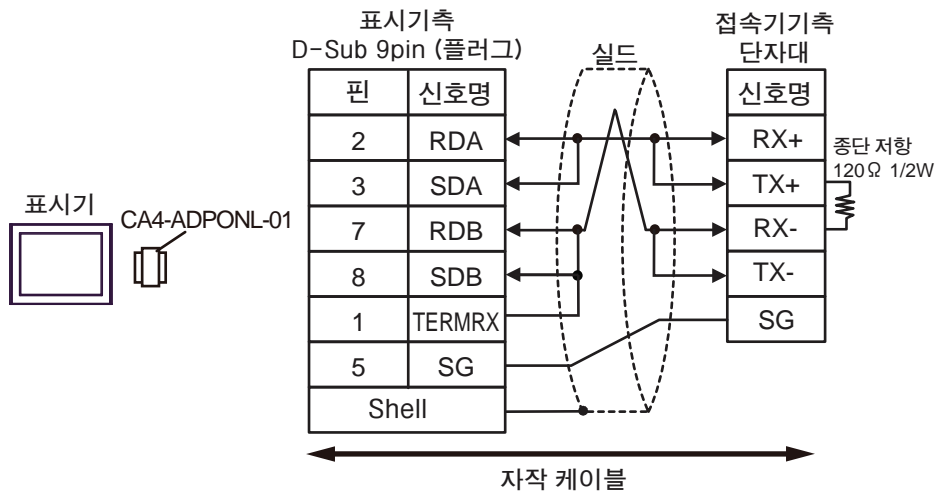 표시기측
D-Sub 9pin (플러그)
실드
접속기기측
단자대
핀 신호명
신호명
2 RDA
RX+
종단 저항
120Ω 1/2W
3 SDA
TX+
표시기
CA4-ADPONL-01
7 RDB
RX-
8 SDB
TX-
1 TERMRX
SG
5 SG
Shell
자작 케이블